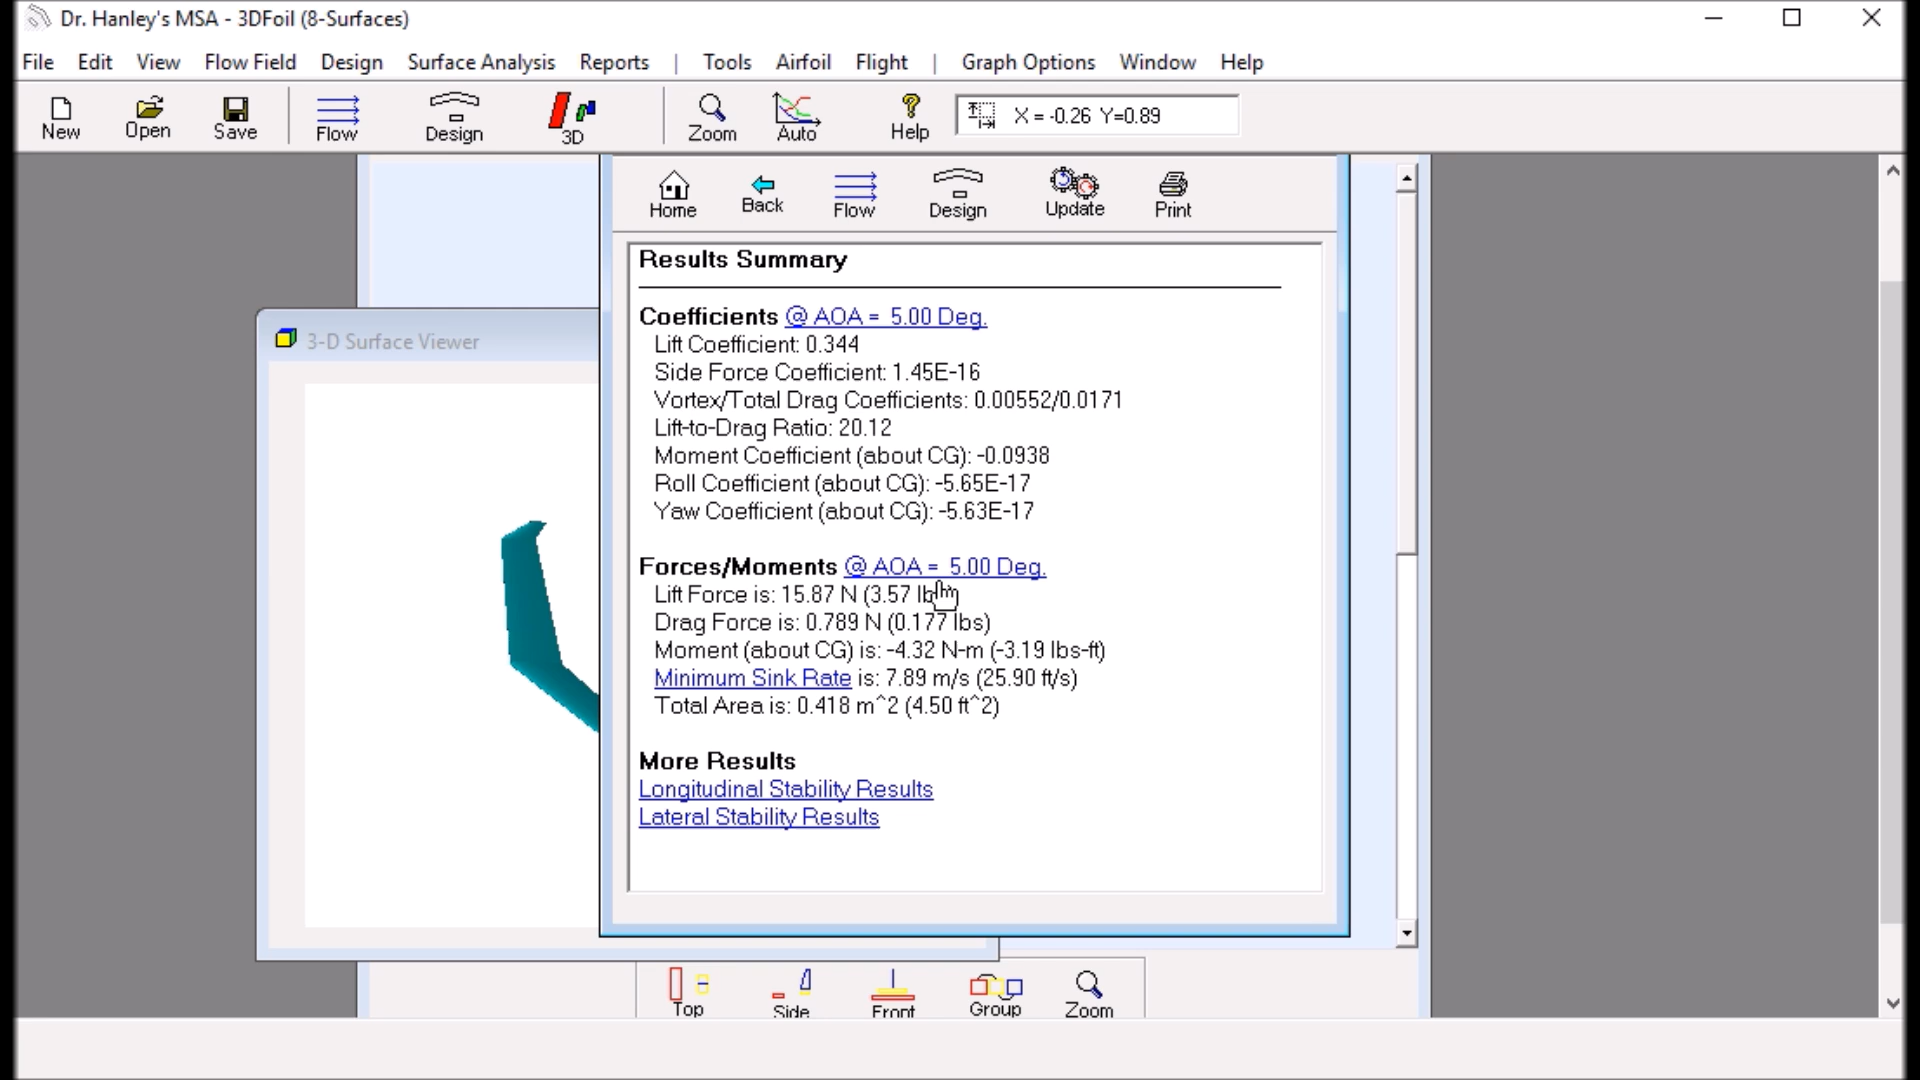 Dr. Hanley's MSA - 3DFoil (8-Surfaces)
File Edit View Flow Field Design Surface Analysis Reports | Tools Airfoil Flight | Graph Options Window Help
New Open Save Flow Design 3D Zoom Auto Help X = -0.26 Y=0.89
Home Back Flow Design Update Print
Results Summary
Coefficients @ AOA = 5.00 Deg.
Lift Coefficient: 0.344
Side Force Coefficient: 1.45E-16
Vortex/Total Drag Coefficients: 0.00552/0.0171
Lift-to-Drag Ratio: 20.12
Moment Coefficient (about CG): -0.0938
Roll Coefficient (about CG): -5.65E-17
Yaw Coefficient (about CG): -5.63E-17
Forces/Moments @ AOA = 5.00 Deg.
Lift Force is: 15.87 N (3.57
Drag Force is: 0.789 N (0.177 lbs)
Moment (about CG) is: -4.32 N-m (-3.19 lbs-ft)
Minimum Sink Rate is: 7.89 m/s (25.90 ft/s)
Total Area is: 0.418 m^2 (4.50 ft^2)
More Results
Longitudinal Stability Results
Lateral Stability Results
3-D Surface Viewer
Top Side Front Group Zoom